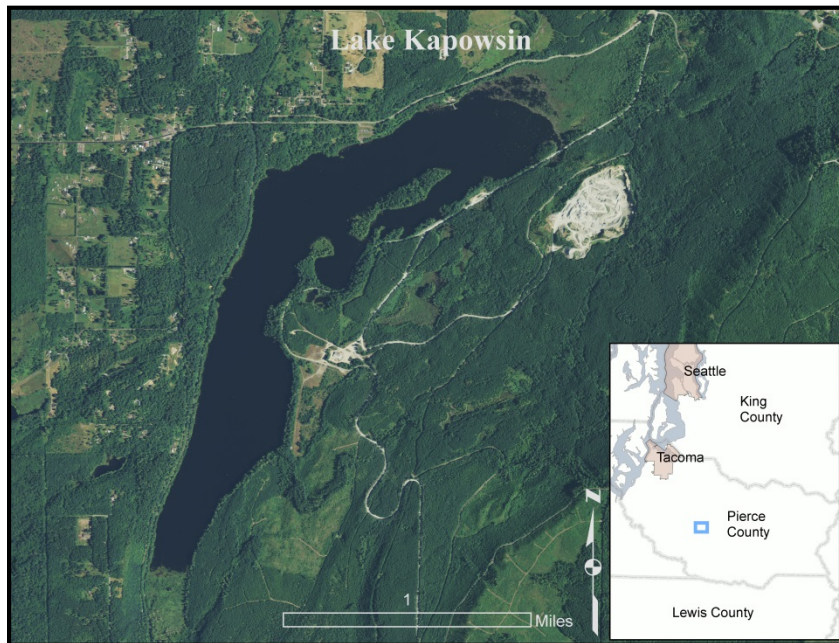 Lake Kapowsin
Seattle
King
County
Tacoma
N
Pierce
County
1
Miles
Lewis County